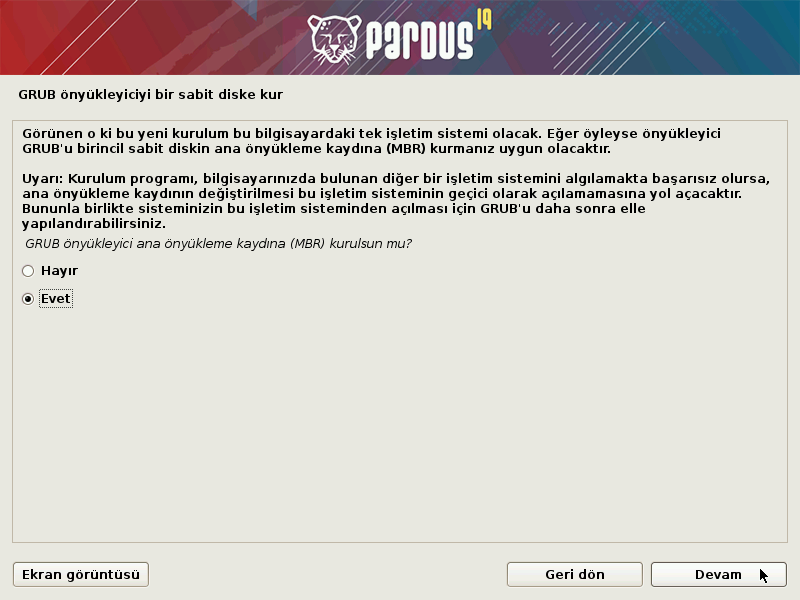 pardus 19
GRUB önyükleyiciyi bir sabit diske kur
Görünen o ki bu yeni kurulum bu bilgisayardaki tek işletim sistemi olacak. Eğer öyleyse önyükleyici
GRUB'u birincil sabit diskin ana önyükleme kaydına (MBR) kurmanız uygun olacaktır.
Uyarı: Kurulum programı, bilgisayarınızda bulunan diğer bir işletim sistemini algılamakta başarısız olursa,
ana önyükleme kaydının değiştirilmesi bu işletim sisteminin geçici olarak açılamamasına yol açacaktır.
Bununla birlikte sisteminizin bu işletim sisteminden açılması için GRUB'u daha sonra elle
yapılandırabilirsiniz.
GRUB önyükleyici ana önyükleme kaydına (MBR) kurulsun mu?
Hayır
Evet
Ekran görüntüsü
Geri dön
Devam